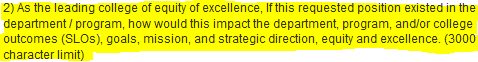 2) As the leading college of equity of excellence, If this requested position existed in the
department / program, how would this impact the department, program, and/or college
outcomes (SLOs), goals, mission, and strategic direction, equity and excellence. (3000
character limit)